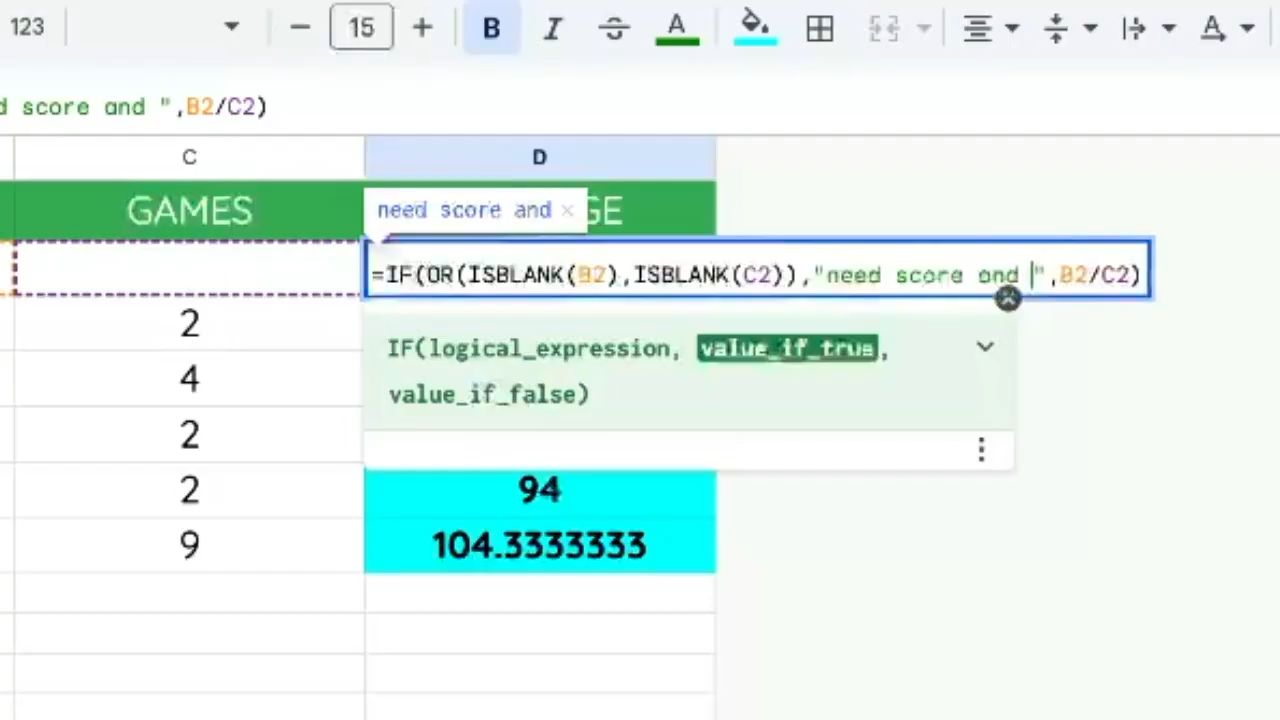 123 15 B I S A A
d score and ",B2/C2)
C D
GAMES GE
need score and ×
=IF(OR(ISBLANK(B2),ISBLANK(C2)),"need score and ",B2/C2)
2
IF(logical_expression, value_if_true,
4
value_if_false)
2
2 94
9 104.3333333